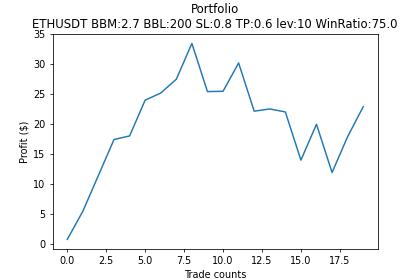 Portfolio
ETHUSDT BBM:2.7 BBL:200 SL:0.8 TP:0.6 lev:10 WinRatio:75.0
35
30
25
20
15
10
5
0
Profit ($)
0.0 2.5 5.0 7.5 10.0 12.5 15.0 17.5
Trade counts